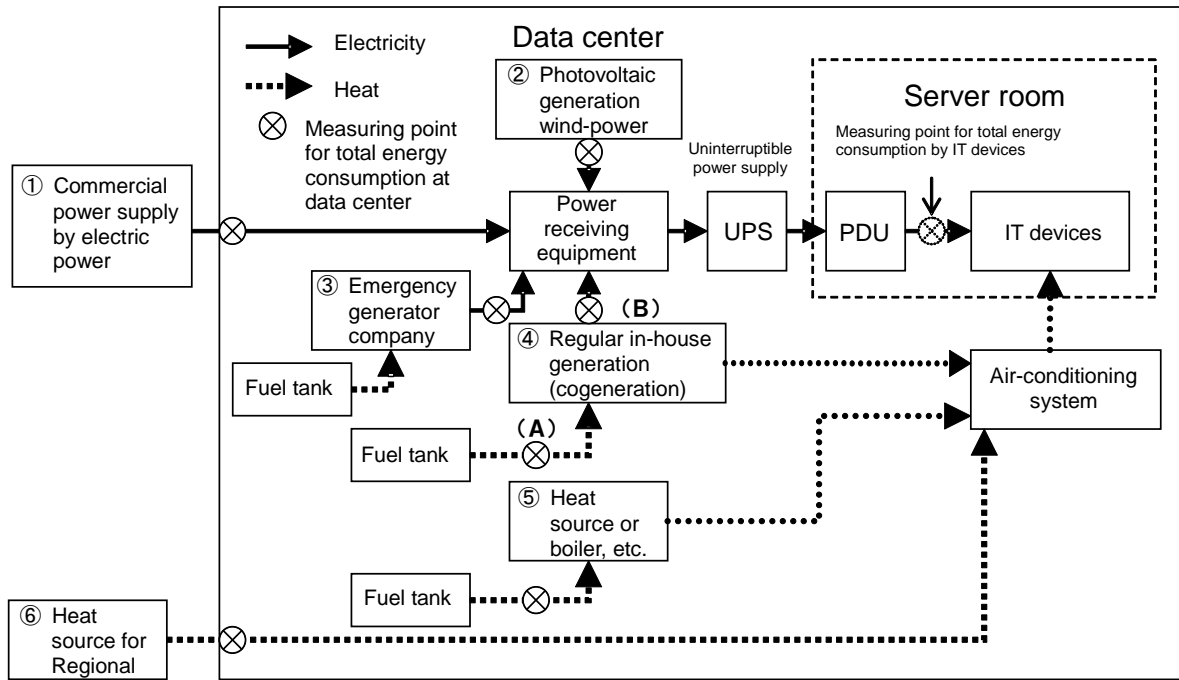 Electricity
Heat
Measuring point
for total energy
consumption at
data center
Data center
② Photovoltaic
generation
wind-power
Server room
Measuring point for total energy
consumption by IT devices
Uninterruptible
power supply
① Commercial
power supply
by electric
power
Power
receiving
equipment
UPS
PDU
IT devices
③ Emergency
generator
company
(B)
④ Regular in-house
generation
(cogeneration)
Fuel tank
Air-conditioning
system
(A)
Fuel tank
⑤ Heat
source or
boiler, etc.
Fuel tank
⑥ Heat
source for
Regional